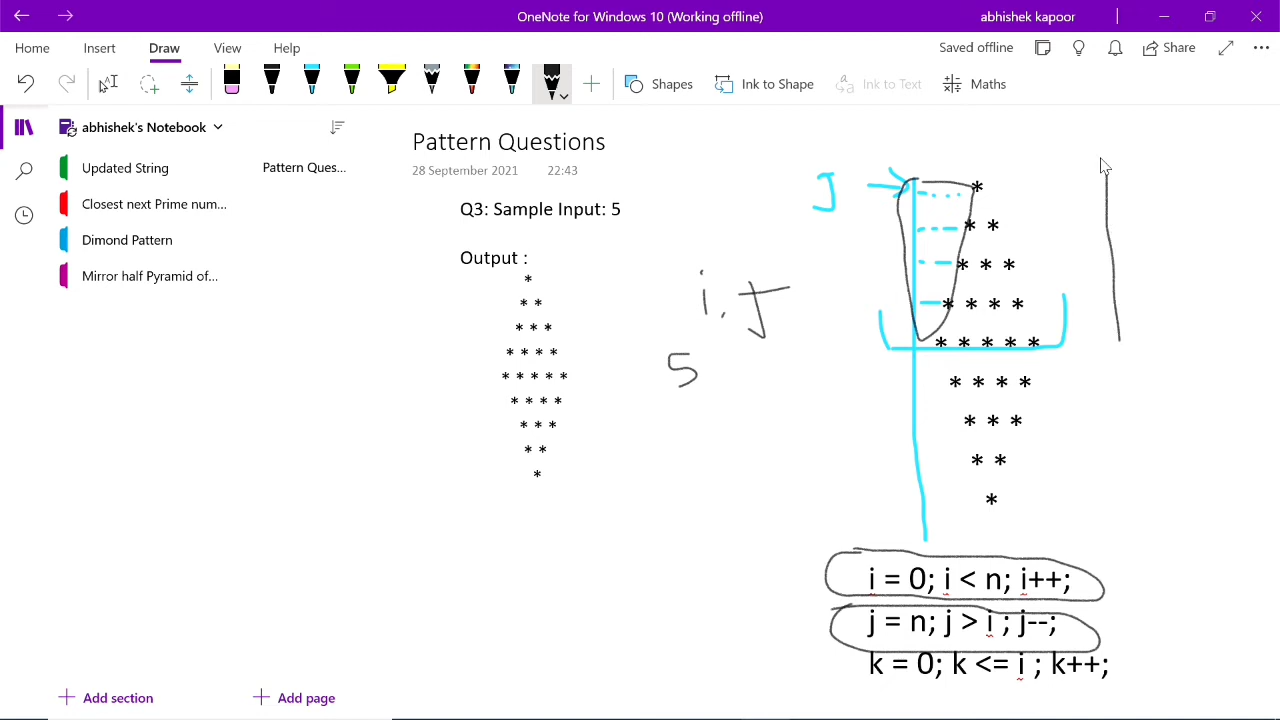 OneNote for Windows 10 (Working offline)
abhishek kapoor
Home Insert Draw View Help
Saved offline
Share
Shapes
Ink to Shape
Ink to Text
Maths
abhishek's Notebook
Updated String
Closest next Prime num...
Dimond Pattern
Mirror half Pyramid of...
Pattern Ques...
Pattern Questions
28 September 2021 22:43
Q3: Sample Input: 5
Output :
*
* *
* * *
* * * *
* * * * *
* * * *
* * *
* *
*
i, J
5
J
*
* *
* * *
* * * *
* * * * *
* * * *
* * *
* *
*
i = 0; i < n; i++;
j = n; j > i ; j--;
k = 0; k <= i ; k++;
Add section
Add page